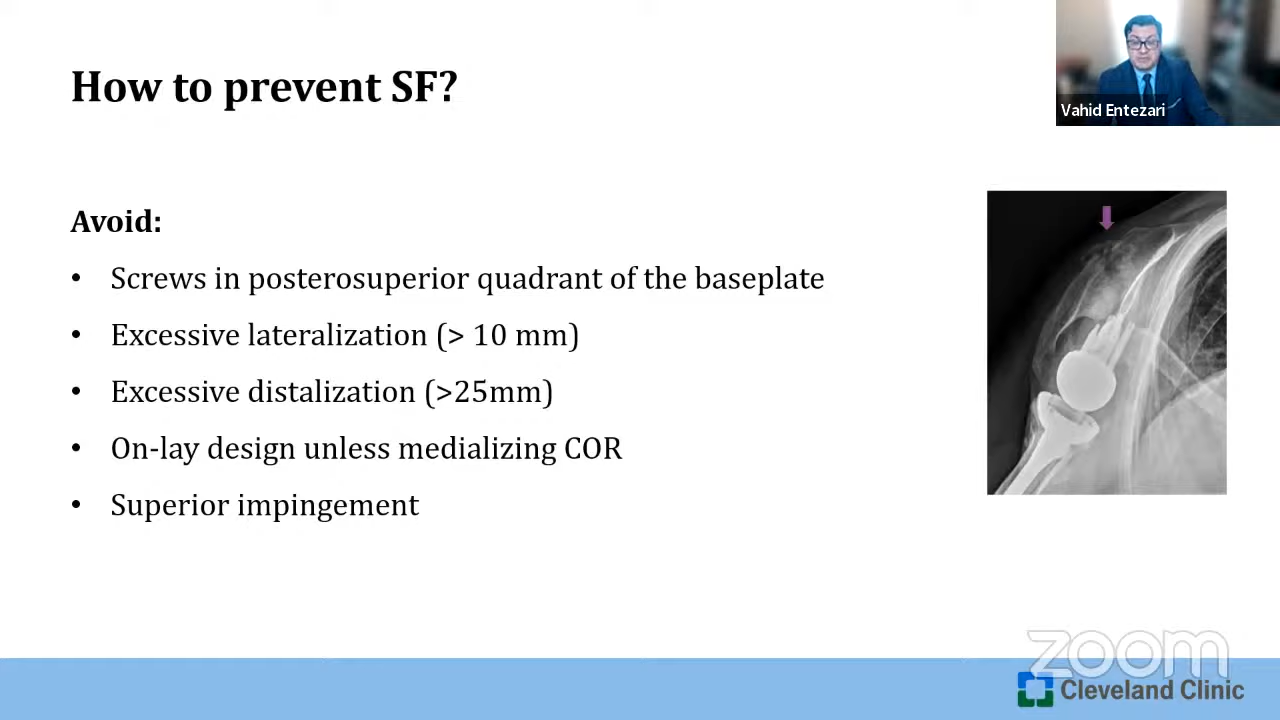 How to prevent SF?
Vahid Entezari
Avoid:
• Screws in posterosuperior quadrant of the baseplate
• Excessive lateralization (> 10 mm)
• Excessive distalization (>25mm)
• On-lay design unless medializing COR
• Superior impingement
zoom
Cleveland Clinic